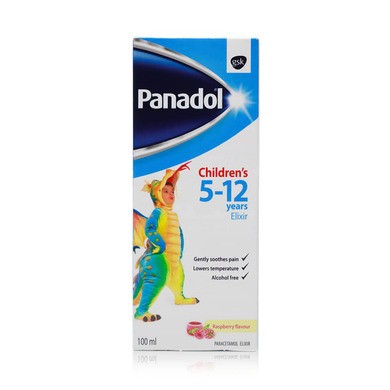 gsk
Panadol
Children's
5-12
years
Elixir
Gently soothes pain
Lowers temperature
Alcohol free
Raspberry flavour
100 ml
PARACETAMOL ELIXIR